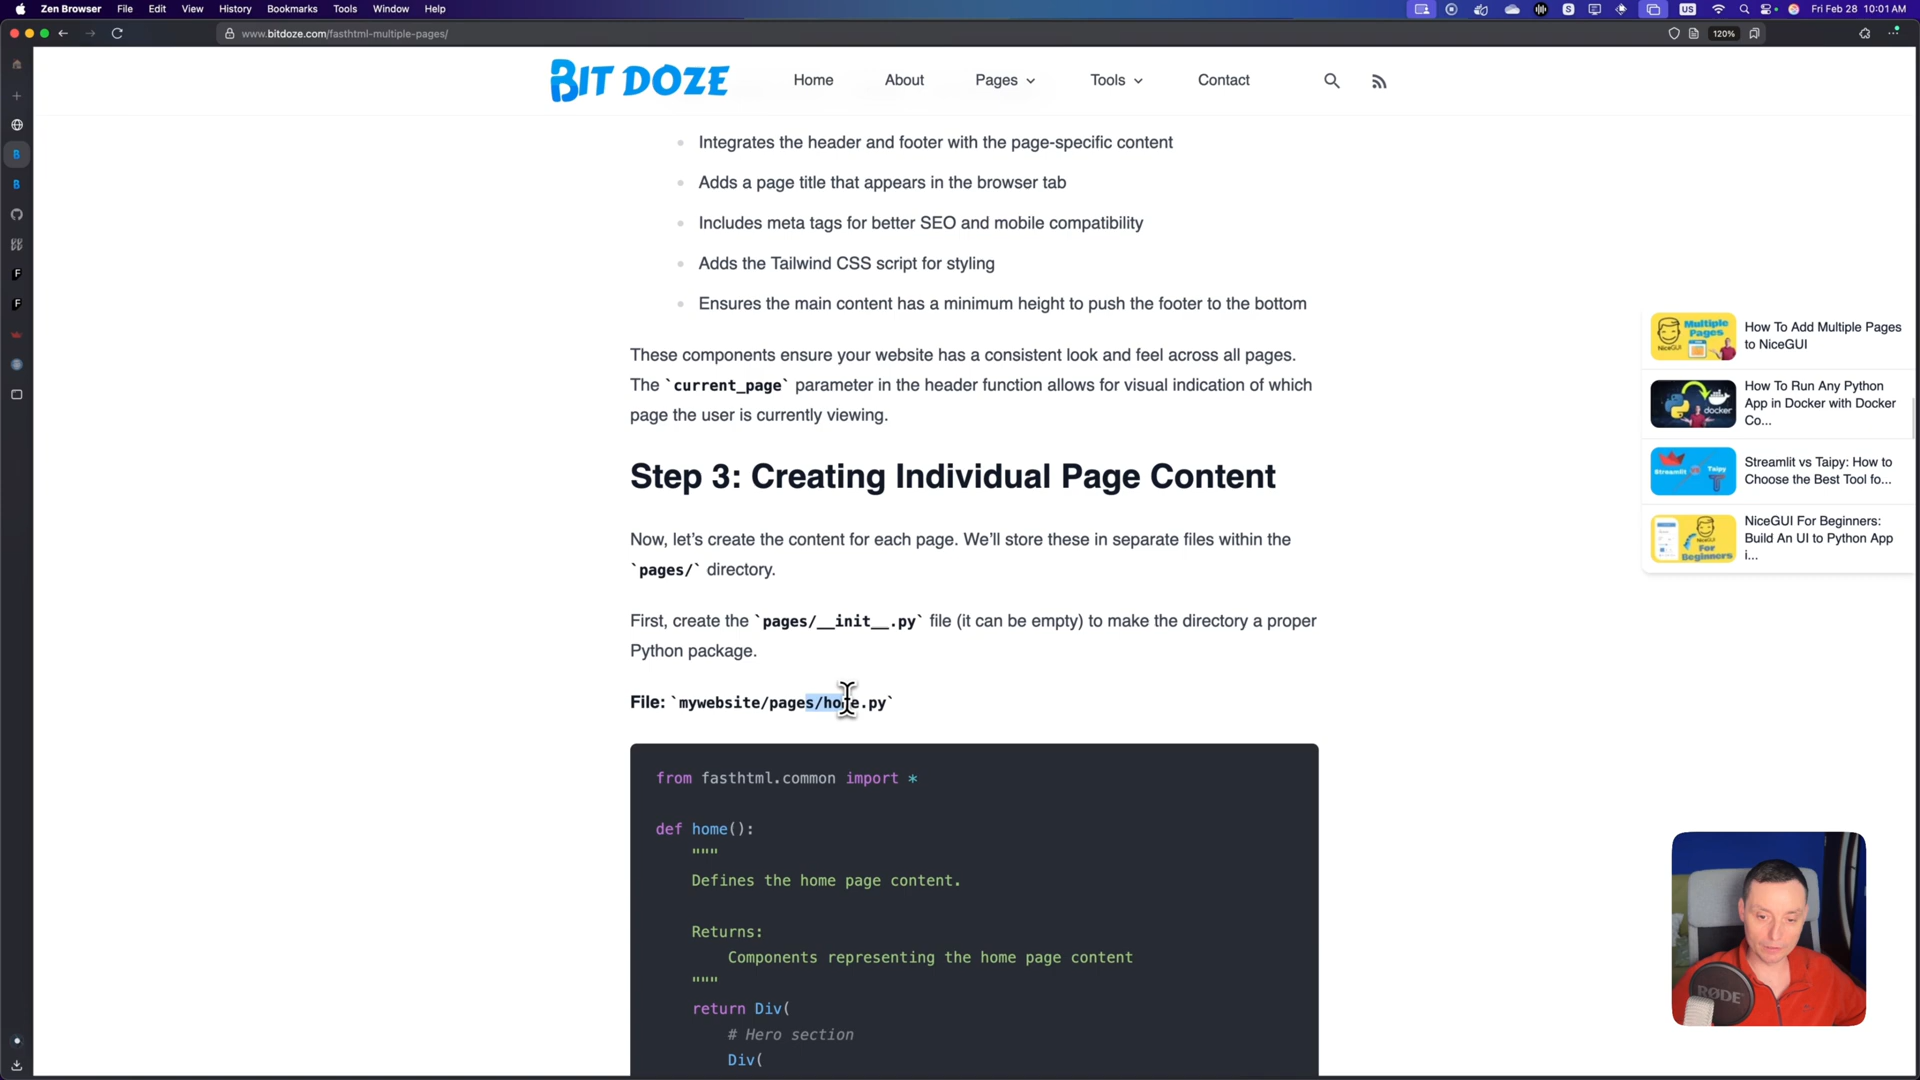 Zen Browser File Edit View History Bookmarks Tools Window Help
US Fri Feb 28 10:01 AM
www.bitdoze.com/fasthtml-multiple-pages/
120%
BIT DOZE Home About Pages Tools Contact
Integrates the header and footer with the page-specific content
Adds a page title that appears in the browser tab
Includes meta tags for better SEO and mobile compatibility
Adds the Tailwind CSS script for styling
Ensures the main content has a minimum height to push the footer to the bottom
These components ensure your website has a consistent look and feel across all pages.
The `current_page` parameter in the header function allows for visual indication of which
page the user is currently viewing.
Step 3: Creating Individual Page Content
Now, let’s create the content for each page. We’ll store these in separate files within the
`pages/` directory.
First, create the `pages/__init__.py` file (it can be empty) to make the directory a proper
Python package.
File: `mywebsite/pages/home.py`
from fasthtml.common import *
def home():
"""
Defines the home page content.
Returns:
Components representing the home page content
"""
return Div(
# Hero section
Div(
Multiple
Pages
NiceGUI
How To Add Multiple Pages
to NiceGUI
docker
How To Run Any Python
App in Docker with Docker
Co...
Streamlit vs Taipy
Streamlit vs Taipy: How to
Choose the Best Tool fo...
NiceGUI
For
Beginners
NiceGUI For Beginners:
Build An UI to Python App
i...
RØDE